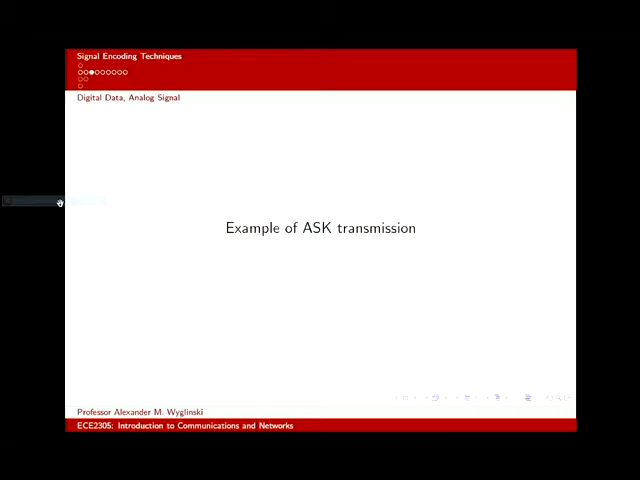 Signal Encoding Techniques
Digital Data, Analog Signal
Example of ASK transmission
Professor Alexander M. Wyglinski
ECE2305: Introduction to Communications and Networks